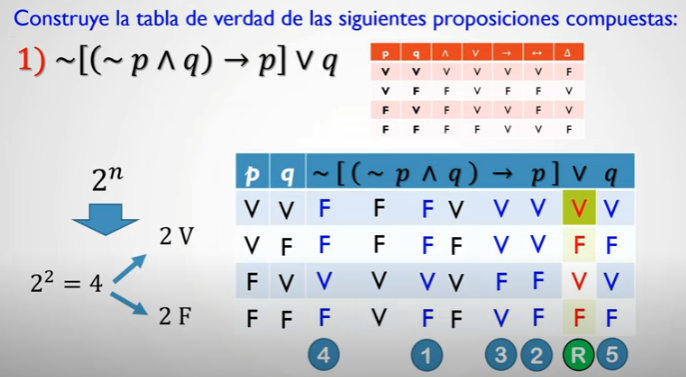 Construye la tabla de verdad de las siguientes proposiciones compuestas:
1) ~[(~ p ∧ q) → p] ∨ q
p q ∧ ∨ → ↔ Δ
V V V V V V F
V F F V F F V
F V F V V F V
F F F F V V F
2ⁿ
2² = 4
2 V
2 F
p q ~ [ ( ~ p ∧ q ) → p ] ∨ q
V V F F F V V V V V
V F F F F F V V F F
F V V V V V F F V V
F F F V F F V F F F
4 1 3 2 R 5